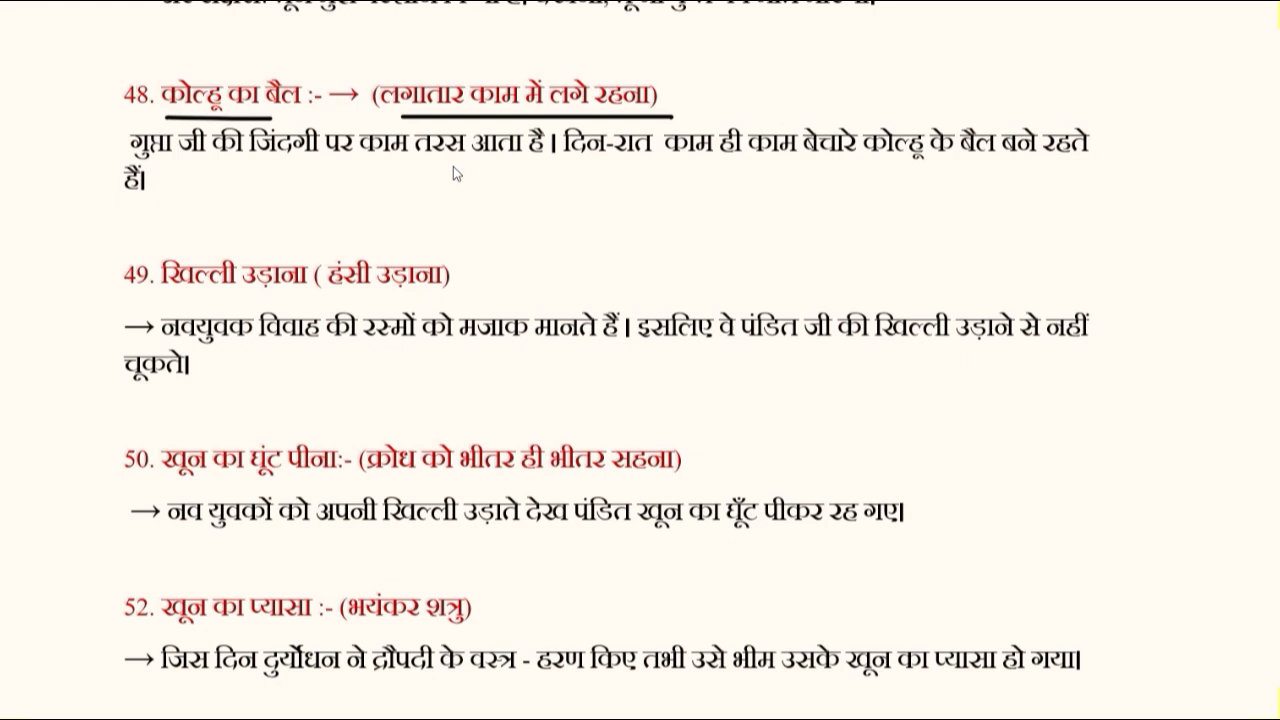 48. कोल्हू का बैल :- → (लगातार काम में लगे रहना)
गुप्ता जी की जिंदगी पर काम तरस आता है। दिन-रात काम ही काम बेचारे कोल्हू के बैल बने रहते
हैं।
49. खिल्ली उड़ाना ( हंसी उड़ाना)
→ नवयुवक विवाह की रस्मों को मजाक मानते हैं। इसलिए वे पंडित जी की खिल्ली उड़ाने से नहीं
चूकते।
50. खून का घूंट पीना:- (क्रोध को भीतर ही भीतर सहना)
→ नव युवकों को अपनी खिल्ली उड़ाते देख पंडित खून का घूँट पीकर रह गए।
52. खून का प्यासा :- (भयंकर शत्रु)
→ जिस दिन दुर्योधन ने द्रौपदी के वस्त्र - हरण किए तभी उसे भीम उसके खून का प्यासा हो गया।